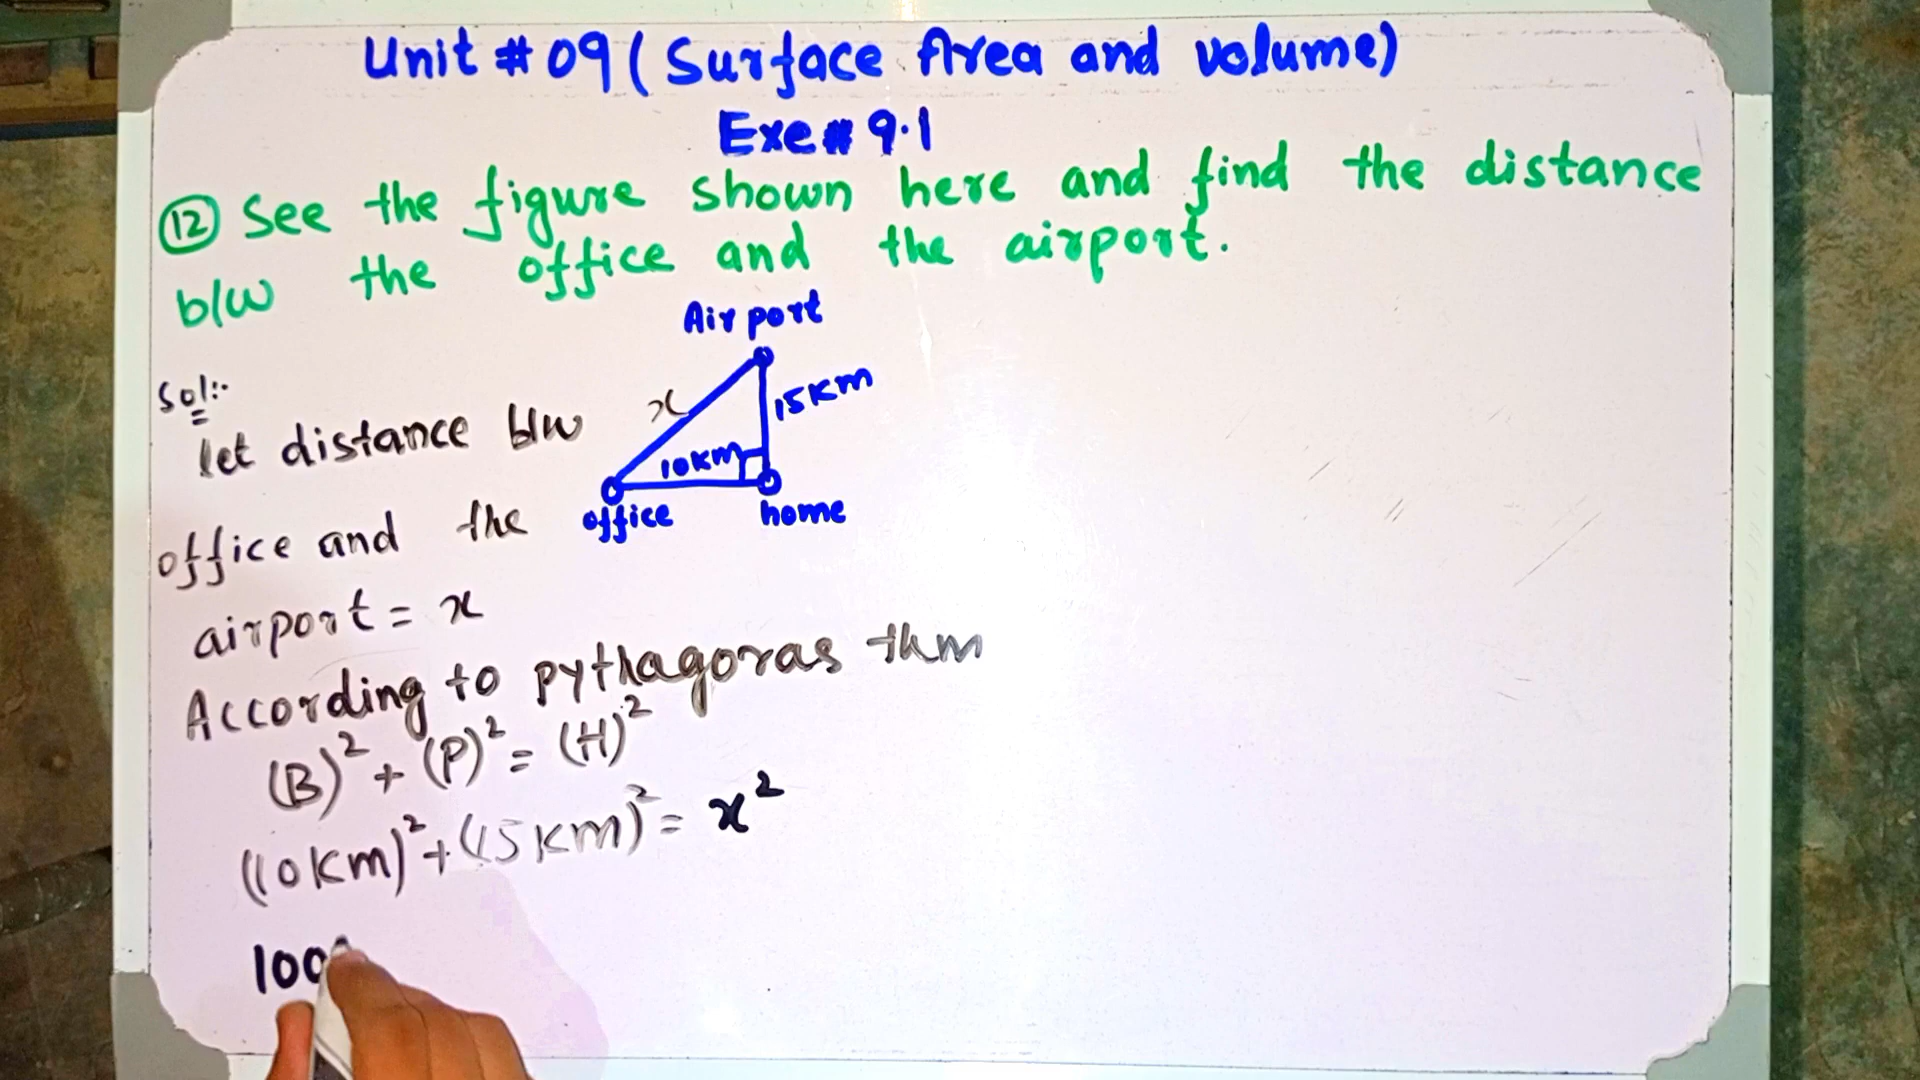 Unit # 09 ( Surface Area and volume)
Exe # 9.1
12 See the figure shown here and find the distance
b/w the office and the airport.
Air port
Sol:-
15Km
x
let distance b/w
10Km
office
home
office and the
airport = x
According to pythagoras thm
(B)² + (P)² = (H)²
(10Km)² + (15Km)² = x²
100